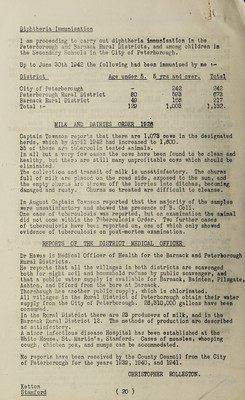 Diphtheria Immunisation
I am proceeding to carry out diphtheria immunisation in the
Peterborough and Barnack Rural Districts, and among children in
the Secondary Schools in the City of Peterborough.
Up to June 30th 1942 the following had been immunised by me :-
District Age under 5. 5 yrs and over. Total
City of Peterborough - 242 242
Peterborough Rural District 80 593 673
Barnack Rural District 49 168 217
Total :- 129 1,003 1,132.
MILK AND DAIRIES ORDER 1926
Captain Townson reports that there are 1,073 cows in the designated
herds, which by April 1942 had increased to 1,800.
25 of these are tuberculin tested animals.
In all but a very few cases the cows have been found to be clean and
healthy, but there are still many unprofitable cows which should be
eliminated.
The collection and transit of milk is unsatisfactory. The churns
full of milk are placed on the road side, exposed to the sun, and
the empty churns are thrown off the lorries into ditches, becoming
damaged and rusty. Churns so treated are difficult to cleanse.
In August Captain Townson reported that the majority of the samples
were unsatisfactory and showed the presence of B. Coli.
One case of tuberculosis was reported, but on examination the animal
did not come within the Tuberculosis Order. Two further cases
of tuberculosis have been reported on, one of which only showed
evidences of tuberculosis on post-mortem examination.
REPORTS OF THE DISTRICT MEDICAL OFFICER
Dr Hawes is Medical Officer of Health for the Barnack and Peterborough
Rural Districts.
He reports that all the villages in both districts are scavenged
both for night soil and household refuse by public scavenger, and
that a public water supply is available for Barnack, Bainton, Pilsgate,
Ashton, and Ufford from the bore at Barnack.
Thornhaugh has another public supply, which is chlorinated.
All villages in the Rural District of Peterborough obtain their water
supply from the City of Peterborough. gallons have been
consumed.
In the Rural District there are 22 producers of milk, and in the
Barnack Rural District 12. The methods of production are described
as satisfactory.
A minor infectious disease Hospital has been established at the
White House, St. Martin's, Stamford. Cases of measles, whooping
cough, chicken pox, and mumps can be accommodated.
No reports have been received by the County Council from the City
of Peterborough for the years 1939, 1940, and 1941.
CHRISTOPHER ROLLESTON.
Ketton
Stamford
( 20 )